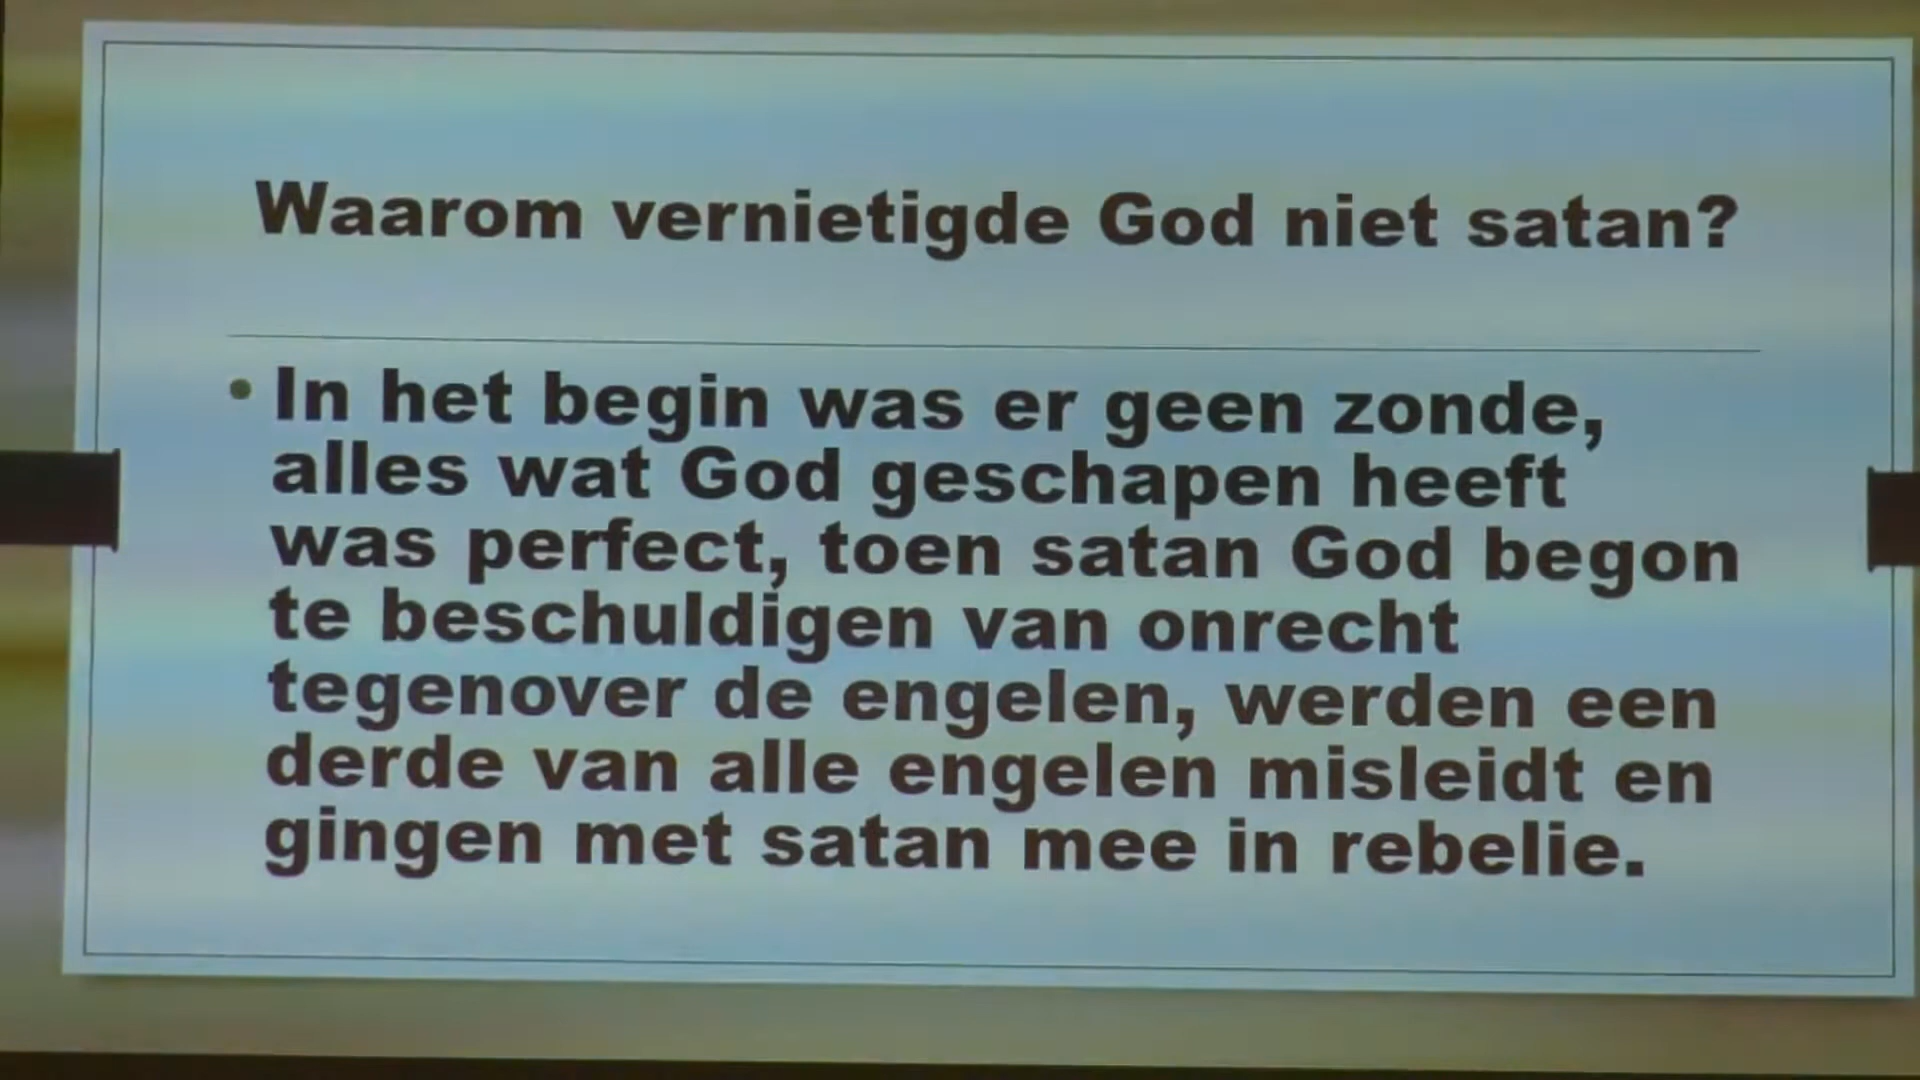 Waarom vernietigde God niet satan?
• In het begin was er geen zonde,
alles wat God geschapen heeft
was perfect, toen satan God begon
te beschuldigen van onrecht
tegenover de engelen, werden een
derde van alle engelen misleidt en
gingen met satan mee in rebelie.